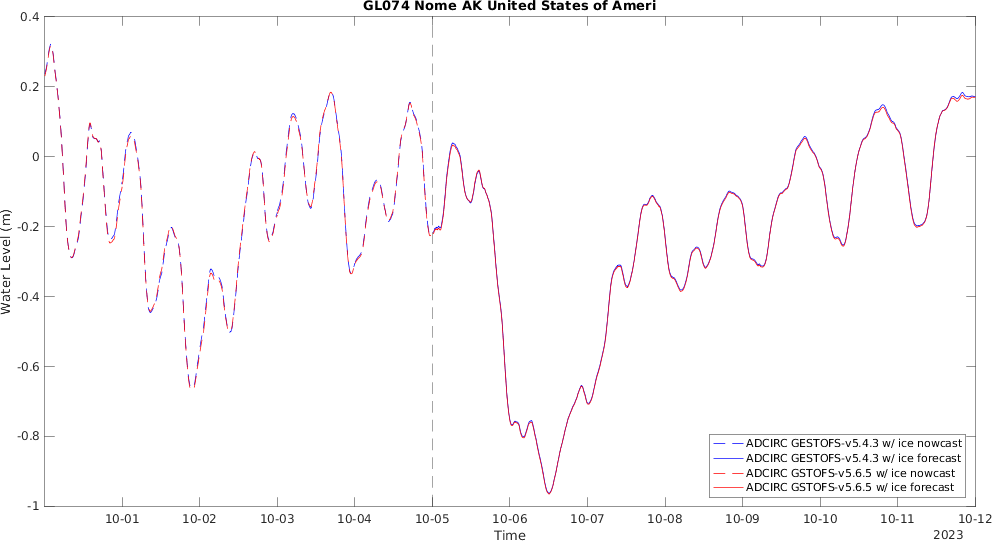 GL074 Nome AK United States of Ameri
0.4
0.2
0
-0.2
-0.4
-0.6
-0.8
-1
Water Level (m)
ADCIRC GESTOFS-v5.4.3 w/ ice nowcast
ADCIRC GESTOFS-v5.4.3 w/ ice forecast
ADCIRC GSTOFS-v5.6.5 w/ ice nowcast
ADCIRC GSTOFS-v5.6.5 w/ ice forecast
10-01 10-02 10-03 10-04 10-05 10-06 10-07 10-08 10-09 10-10 10-11 10-12
Time
2023